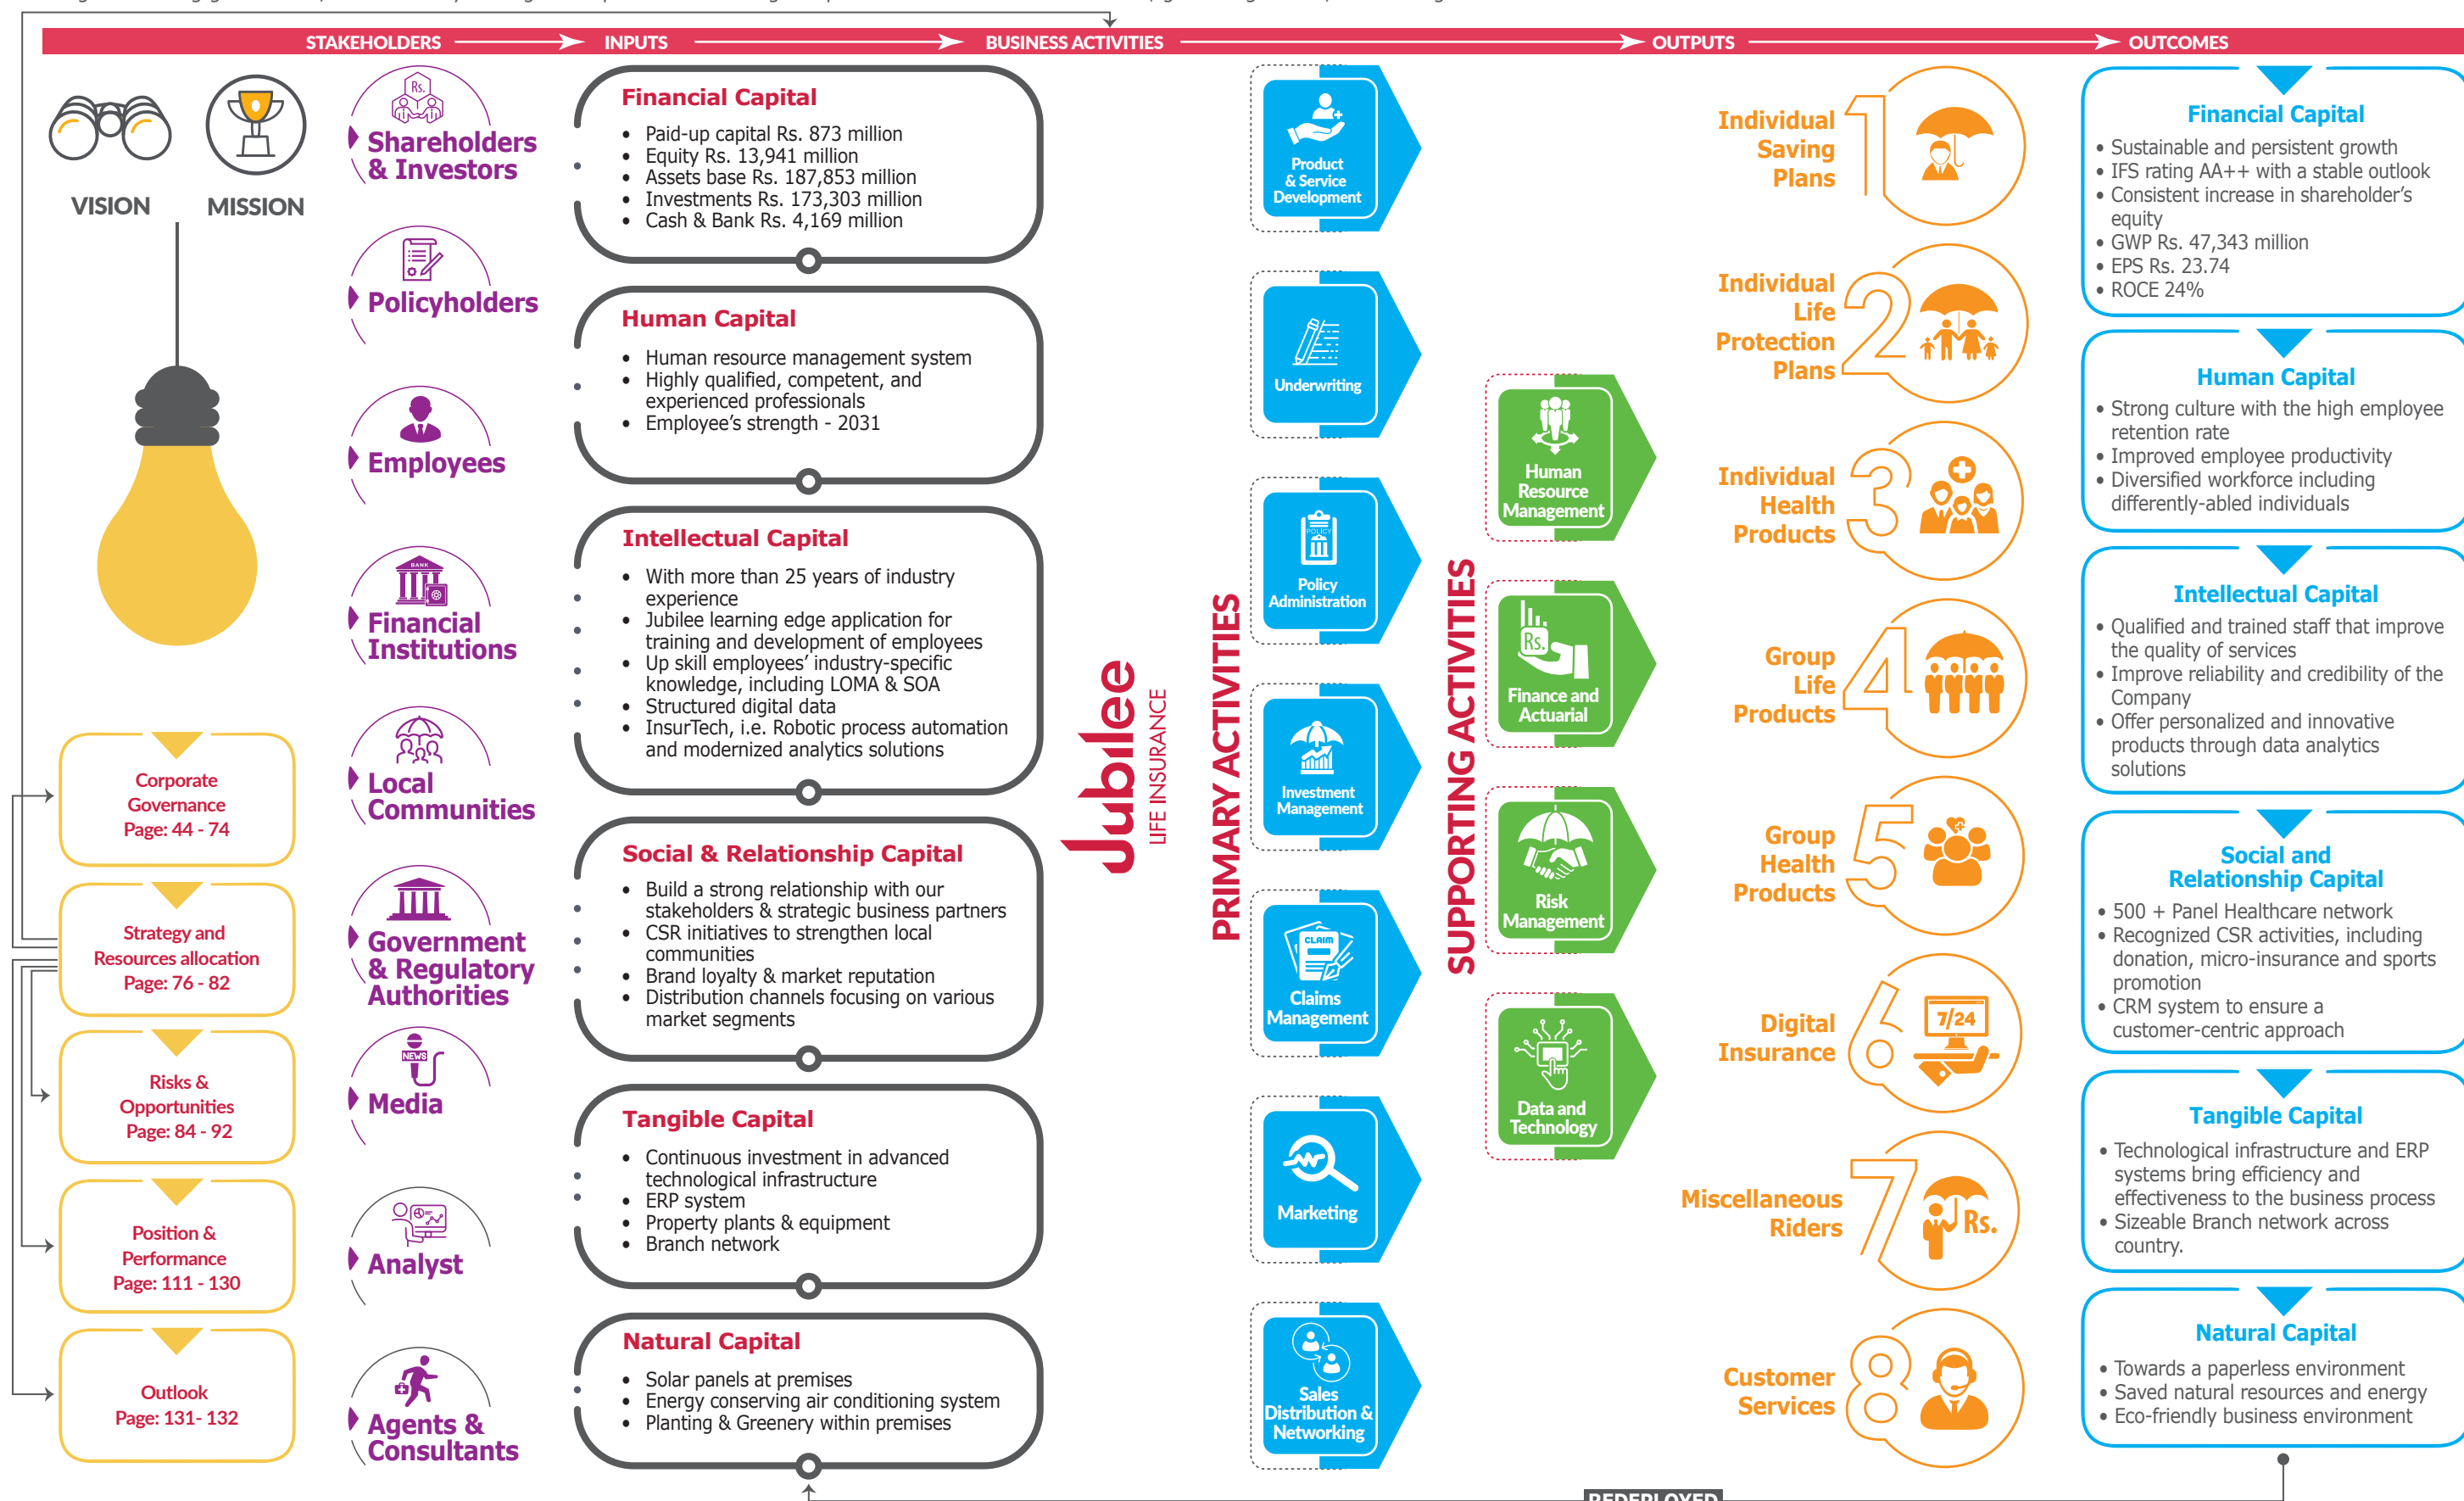 STAKEHOLDERS
INPUTS
BUSINESS ACTIVITIES
OUTPUTS
OUTCOMES
VISION
MISSION
Corporate
Governance
Page: 44 - 74
Strategy and
Resources allocation
Page: 76 - 82
Risks &
Opportunities
Page: 84 - 92
Position &
Performance
Page: 111 - 130
Outlook
Page: 131- 132
Rs.
Shareholders
& Investors
Policyholders
Employees
BANK
Financial
Institutions
Local
Communities
Government
& Regulatory
Authorities
NEWS
Media
Analyst
Agents &
Consultants
Financial Capital
• Paid-up capital Rs. 873 million
• Equity Rs. 13,941 million
• Assets base Rs. 187,853 million
• Investments Rs. 173,303 million
• Cash & Bank Rs. 4,169 million
Human Capital
• Human resource management system
• Highly qualified, competent, and
experienced professionals
• Employee's strength - 2031
Intellectual Capital
• With more than 25 years of industry
experience
• Jubilee learning edge application for
training and development of employees
• Up skill employees' industry-specific
knowledge, including LOMA & SOA
• Structured digital data
• InsurTech, i.e. Robotic process automation
and modernized analytics solutions
Social & Relationship Capital
• Build a strong relationship with our
stakeholders & strategic business partners
• CSR initiatives to strengthen local
communities
• Brand loyalty & market reputation
• Distribution channels focusing on various
market segments
Tangible Capital
• Continuous investment in advanced
technological infrastructure
• ERP system
• Property plants & equipment
• Branch network
Natural Capital
• Solar panels at premises
• Energy conserving air conditioning system
• Planting & Greenery within premises
Jubilee
LIFE INSURANCE
PRIMARY ACTIVITIES
Product
& Service
Development
Underwriting
POLICY
Policy
Administration
Investment
Management
CLAIM
Claims
Management
Marketing
Sales
Distribution &
Networking
SUPPORTING ACTIVITIES
Human
Resource
Management
Rs.
Finance and
Actuarial
Risk
Management
Data and
Technology
Individual
Saving
Plans
1
Individual
Life
Protection
Plans
2
Individual
Health
Products
3
Group
Life
Products
4
Group
Health
Products
5
Digital
Insurance
6
7/24
Miscellaneous
Riders
7
Rs.
Customer
Services
8
Financial Capital
• Sustainable and persistent growth
• IFS rating AA++ with a stable outlook
• Consistent increase in shareholder's
equity
• GWP Rs. 47,343 million
• EPS Rs. 23.74
• ROCE 24%
Human Capital
• Strong culture with the high employee
retention rate
• Improved employee productivity
• Diversified workforce including
differently-abled individuals
Intellectual Capital
• Qualified and trained staff that improve
the quality of services
• Improve reliability and credibility of the
Company
• Offer personalized and innovative
products through data analytics
solutions
Social and
Relationship Capital
• 500 + Panel Healthcare network
• Recognized CSR activities, including
donation, micro-insurance and sports
promotion
• CRM system to ensure a
customer-centric approach
Tangible Capital
• Technological infrastructure and ERP
systems bring efficiency and
effectiveness to the business process
• Sizeable Branch network across
country.
Natural Capital
• Towards a paperless environment
• Saved natural resources and energy
• Eco-friendly business environment
REDEPLOYED